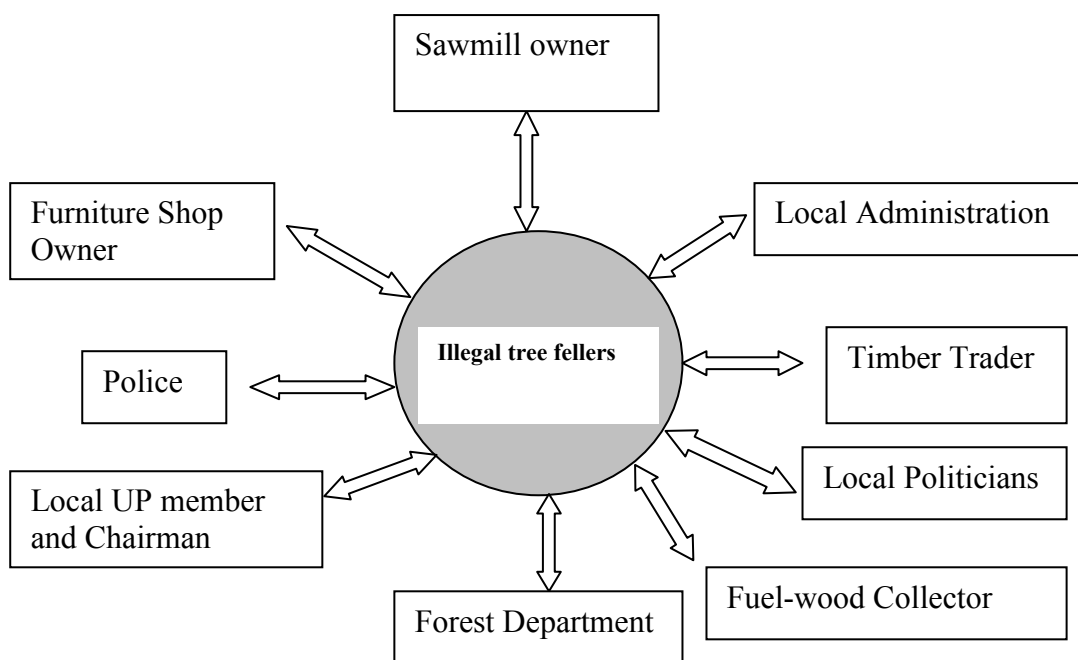 Sawmill owner
Furniture Shop
Owner
Local Administration
Illegal tree fellers
Timber Trader
Police
Local Politicians
Local UP member
and Chairman
Fuel-wood Collector
Forest Department